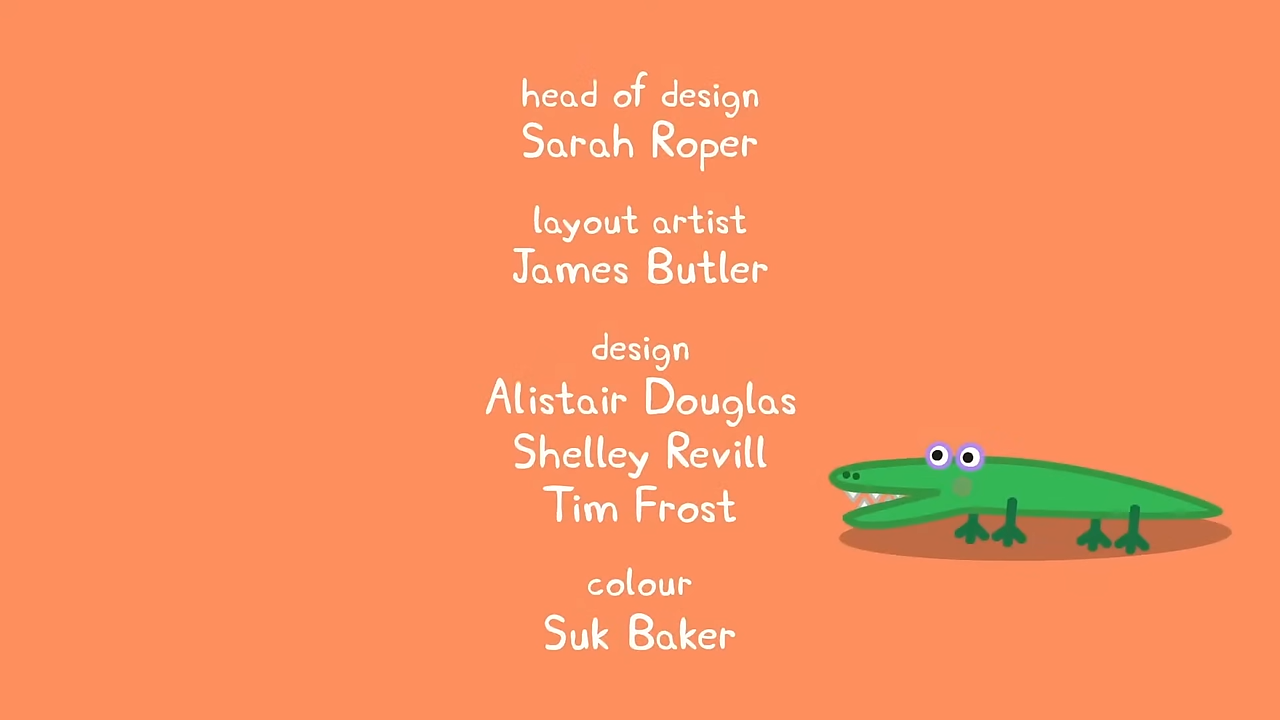 head of design
Sarah Roper
layout artist
James Butler
design
Alistair Douglas
Shelley Revill
Tim Frost
colour
Suk Baker